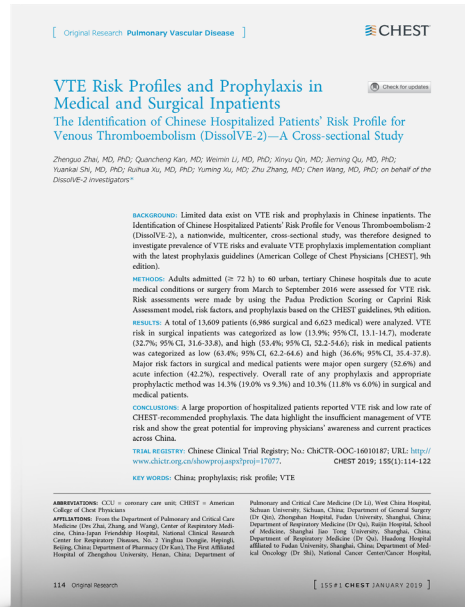 [ Original Research Pulmonary Vascular Disease ]
CHEST
VTE Risk Profiles and Prophylaxis in
Medical and Surgical Inpatients
Check for updates
The Identification of Chinese Hospitalized Patients' Risk Profile for
Venous Thromboembolism (DissolVE-2)—A Cross-sectional Study
Zhenguo Zhai, MD, PhD; Quancheng Kan, MD; Weimin Li, MD, PhD; Xinyu Qin, MD; Jieming Qu, MD, PhD;
Yuankai Shi, MD, PhD; Ruihua Xu, MD, PhD; Yuming Xu, MD; Zhu Zhang, MD; Chen Wang, MD, PhD; on behalf of the
DissolVE-2 investigators*
BACKGROUND: Limited data exist on VTE risk and prophylaxis in Chinese inpatients. The
Identification of Chinese Hospitalized Patients' Risk Profile for Venous Thromboembolism-2
(DissolVE-2), a nationwide, multicenter, cross-sectional study, was therefore designed to
investigate prevalence of VTE risks and evaluate VTE prophylaxis implementation compliant
with the latest prophylaxis guidelines (American College of Chest Physicians [CHEST], 9th
edition).
METHODS: Adults admitted (≥ 72 h) to 60 urban, tertiary Chinese hospitals due to acute
medical conditions or surgery from March to September 2016 were assessed for VTE risk.
Risk assessments were made by using the Padua Prediction Scoring or Caprini Risk
Assessment model, risk factors, and prophylaxis based on the CHEST guidelines, 9th edition.
RESULTS: A total of 13,609 patients (6,986 surgical and 6,623 medical) were analyzed. VTE
risk in surgical inpatients was categorized as low (13.9%; 95% CI, 13.1-14.7), moderate
(32.7%; 95% CI, 31.6-33.8), and high (53.4%; 95% CI, 52.2-54.6); risk in medical patients
was categorized as low (63.4%; 95% CI, 62.2-64.6) and high (36.6%; 95% CI, 35.4-37.8).
Major risk factors in surgical and medical patients were major open surgery (52.6%) and
acute infection (42.2%), respectively. Overall rate of any prophylaxis and appropriate
prophylactic method was 14.3% (19.0% vs 9.3%) and 10.3% (11.8% vs 6.0%) in surgical and
medical patients.
CONCLUSIONS: A large proportion of hospitalized patients reported VTE risk and low rate of
CHEST-recommended prophylaxis. The data highlight the insufficient management of VTE
risk and show the great potential for improving physicians' awareness and current practices
across China.
TRIAL REGISTRY: Chinese Clinical Trial Registry; No.: ChiCTR-OOC-16010187; URL: http://
www.chictr.org.cn/showproj.aspx?proj=17077. CHEST 2019; 155(1):114-122
KEY WORDS: China; prophylaxis; risk profile; VTE
ABBREVIATIONS: CCU = coronary care unit; CHEST = American
College of Chest Physicians
AFFILIATIONS: From the Department of Pulmonary and Critical Care
Medicine (Drs Zhai, Zhang, and Wang), Center of Respiratory Medi-
cine, China-Japan Friendship Hospital, National Clinical Research
Center for Respiratory Diseases, No. 2 Yinghua Dongjie, Hepingli,
Beijing, China; Department of Pharmacy (Dr Kan), The First Affiliated
Hospital of Zhengzhou University, Henan, China; Department of
Pulmonary and Critical Care Medicine (Dr Li), West China Hospital,
Sichuan University, Sichuan, China; Department of General Surgery
(Dr Qin), Zhongshan Hospital, Fudan University, Shanghai, China;
Department of Respiratory Medicine (Dr Qu), Ruijin Hospital, School
of Medicine, Shanghai Jiao Tong University, Shanghai, China;
Department of Respiratory Medicine (Dr Qu), Huadong Hospital
affiliated to Fudan University, Shanghai, China; Department of Med-
ical Oncology (Dr Shi), National Cancer Center/Cancer Hospital,
114 Original Research
[ 155#1 CHEST JANUARY 2019 ]